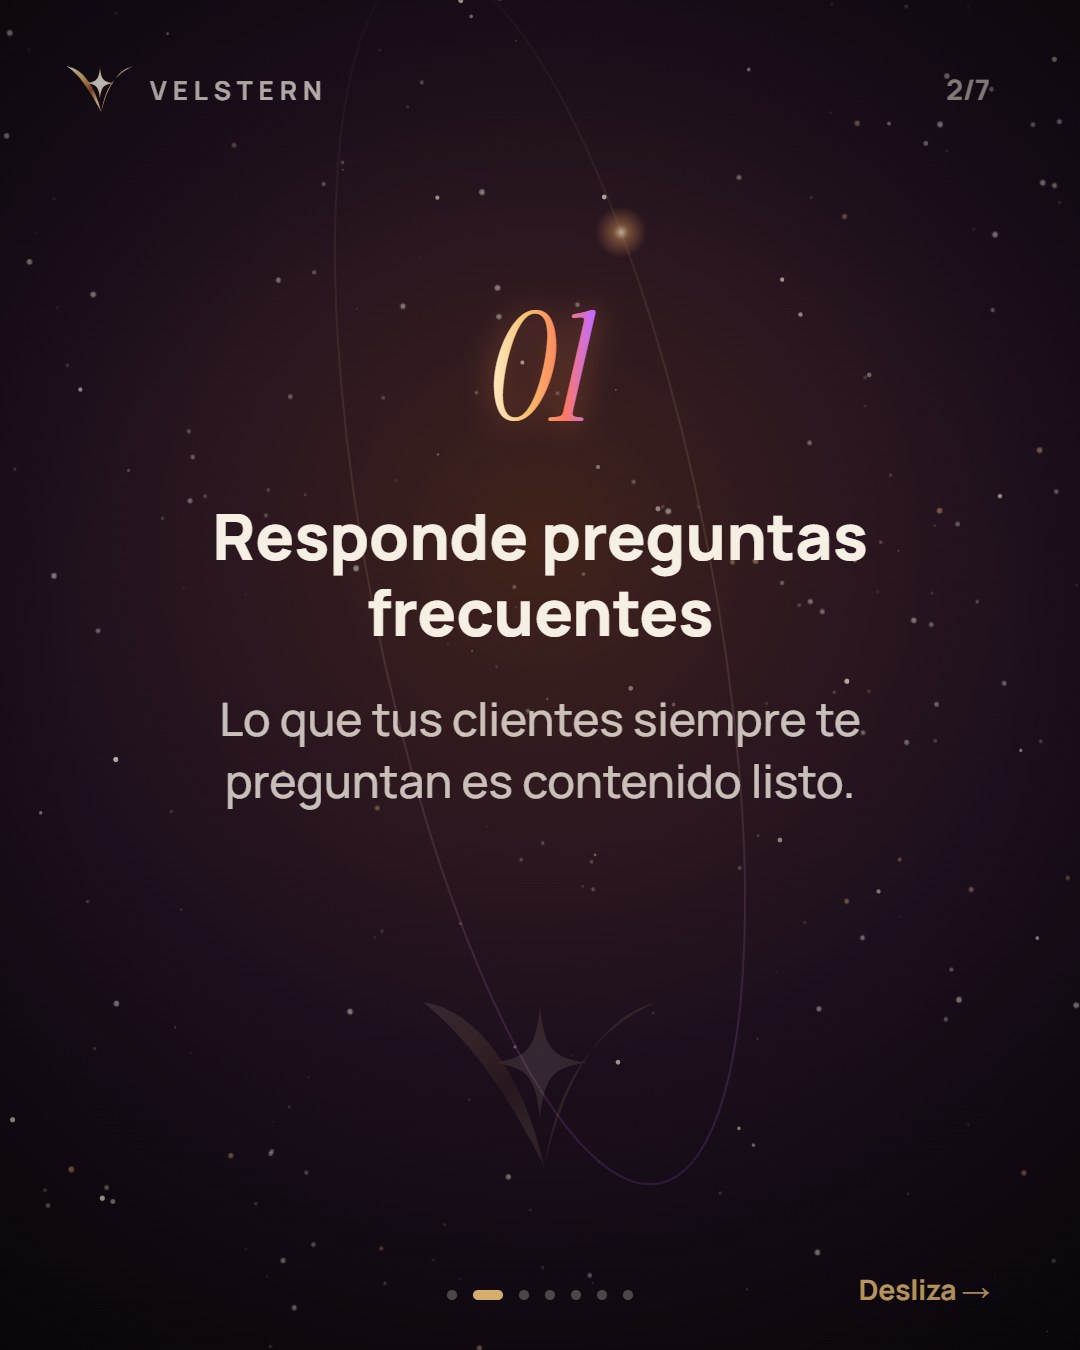 VELSTERN
2/7
01
Responde preguntas
frecuentes
Lo que tus clientes siempre te
preguntan es contenido listo.
Desliza →